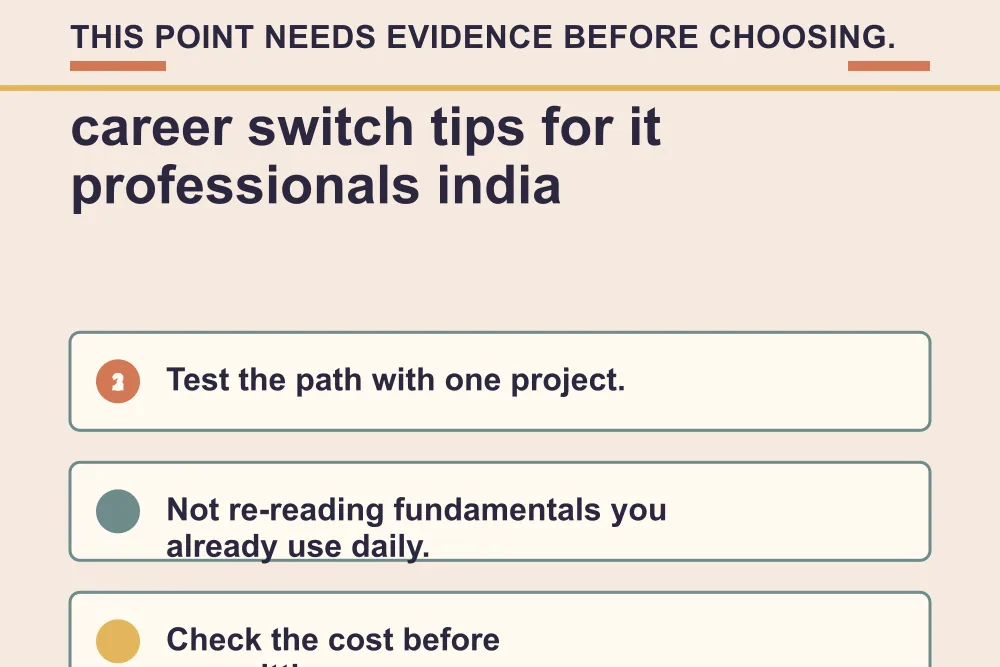 THIS POINT NEEDS EVIDENCE BEFORE CHOOSING.
career switch tips for it
professionals india
Test the path with one project.
Not re-reading fundamentals you
already use daily.
Check the cost before